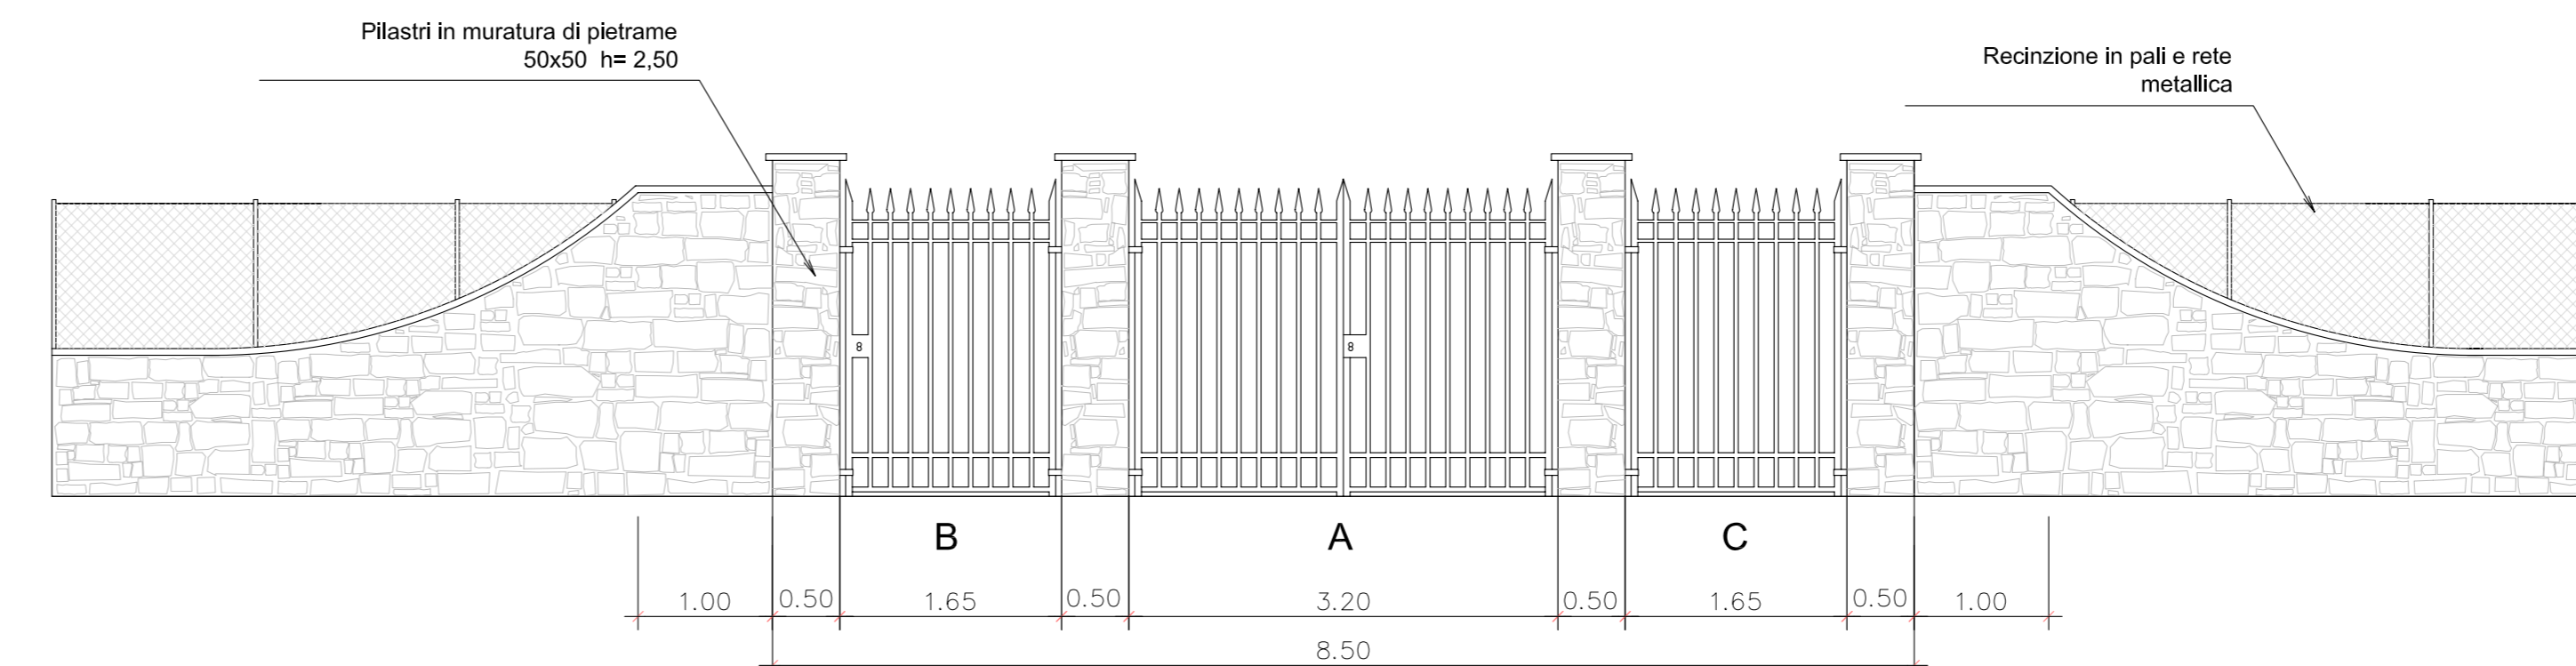 Pilastri in muratura di pietrame
50x50 h= 2,50
Recinzione in pali e rete
metallica
8
8
B
A
C
1.00
0.50
1.65
0.50
3.20
0.50
1.65
0.50
1.00
8.50